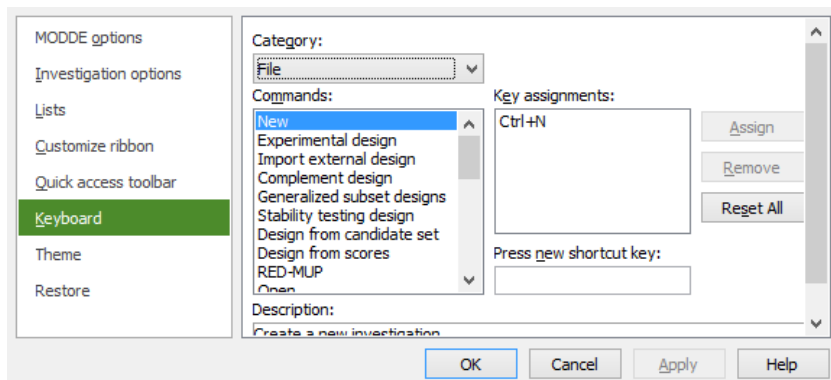 MODDE options
Investigation options
Lists
Customize ribbon
Quick access toolbar
Keyboard
Theme
Restore
Category:
File
Commands:
New
Experimental design
Import external design
Complement design
Generalized subset designs
Stability testing design
Design from candidate set
Design from scores
RED-MUP
Open
Key assignments:
Ctrl+N
Press new shortcut key:
Assign
Remove
Reset All
Description:
Create a new investigation
OK
Cancel
Apply
Help